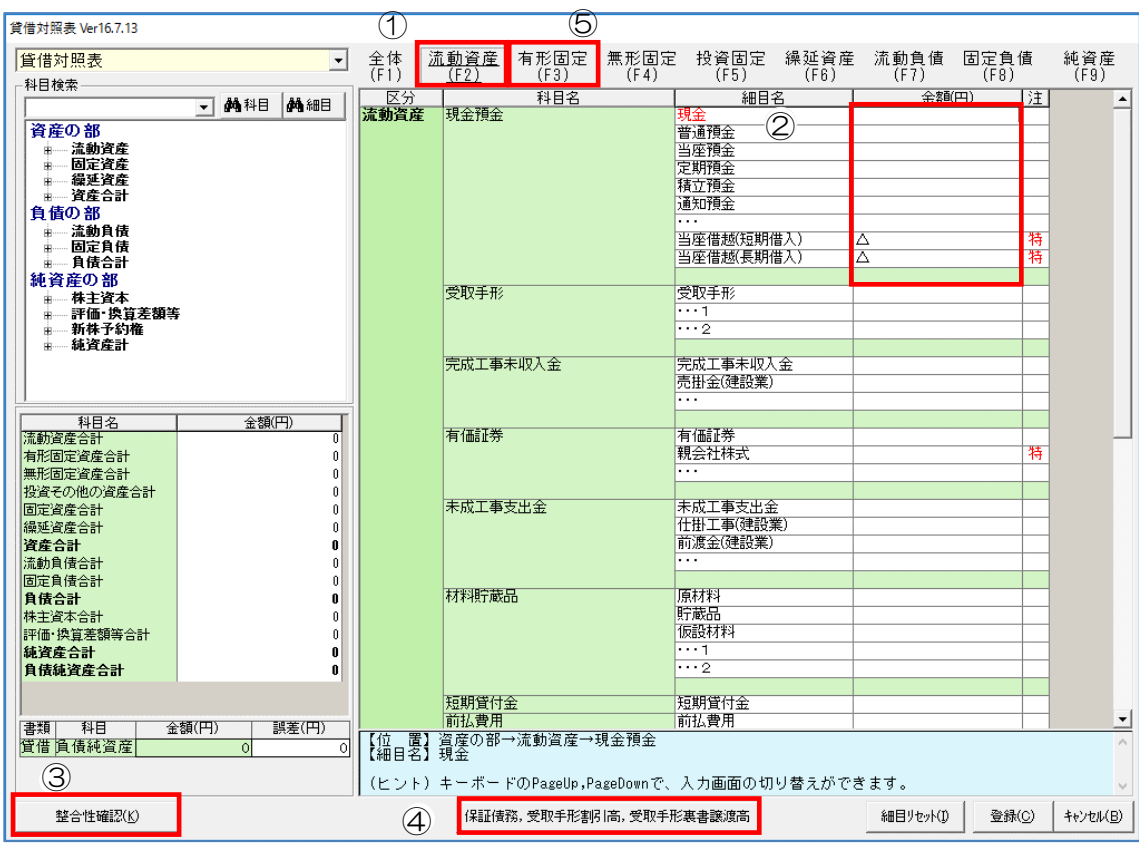 貸借対照表 Ver16.7.13
①
⑤
貸借対照表
全体 (F1)
流動資産 (F2)
有形固定 (F3)
無形固定 (F4)
投資固定 (F5)
繰延資産 (F6)
流動負債 (F7)
固定負債 (F8)
純資産 (F9)
科目検索
科目 細目
資産の部
流動資産
固定資産
繰延資産
資産合計
負債の部
流動負債
固定負債
負債合計
純資産の部
株主資本
評価・換算差額等
新株予約権
純資産計
科目名 金額(円)
流動資産合計 0
有形固定資産合計 0
無形固定資産合計 0
投資その他の資産合計 0
固定資産合計 0
繰延資産合計 0
資産合計 0
流動負債合計 0
固定負債合計 0
負債合計 0
株主資本合計 0
評価・換算差額等合計 0
純資産合計 0
負債純資産合計 0
書類 科目 金額(円) 誤差(円)
貸借 負債純資産 0 0
③
整合性確認(K)
区分 科目名 細目名 金額(円) 注
流動資産 現金預金 現金
②
普通預金
当座預金
定期預金
積立預金
通知預金
・・・
当座借越(短期借入) △ 特
当座借越(長期借入) △ 特
受取手形 受取手形
・・・1
・・・2
完成工事未収入金 完成工事未収入金
売掛金(建設業)
・・・
有価証券 有価証券
親会社株式 特
・・・
未成工事支出金 未成工事支出金
仕掛工事(建設業)
前渡金(建設業)
・・・
材料貯蔵品 原材料
貯蔵品
仮設材料
・・・1
・・・2
短期貸付金 短期貸付金
前払費用 前払費用
【位 置】資産の部→流動資産→現金預金
【細目名】現金
(ヒント) キーボードのPageUp,PageDownで、入力画面の切り替えができます。
④
保証債務,受取手形割引高,受取手形裏書譲渡高
細目リセット(I)
登録(C)
キャンセル(B)